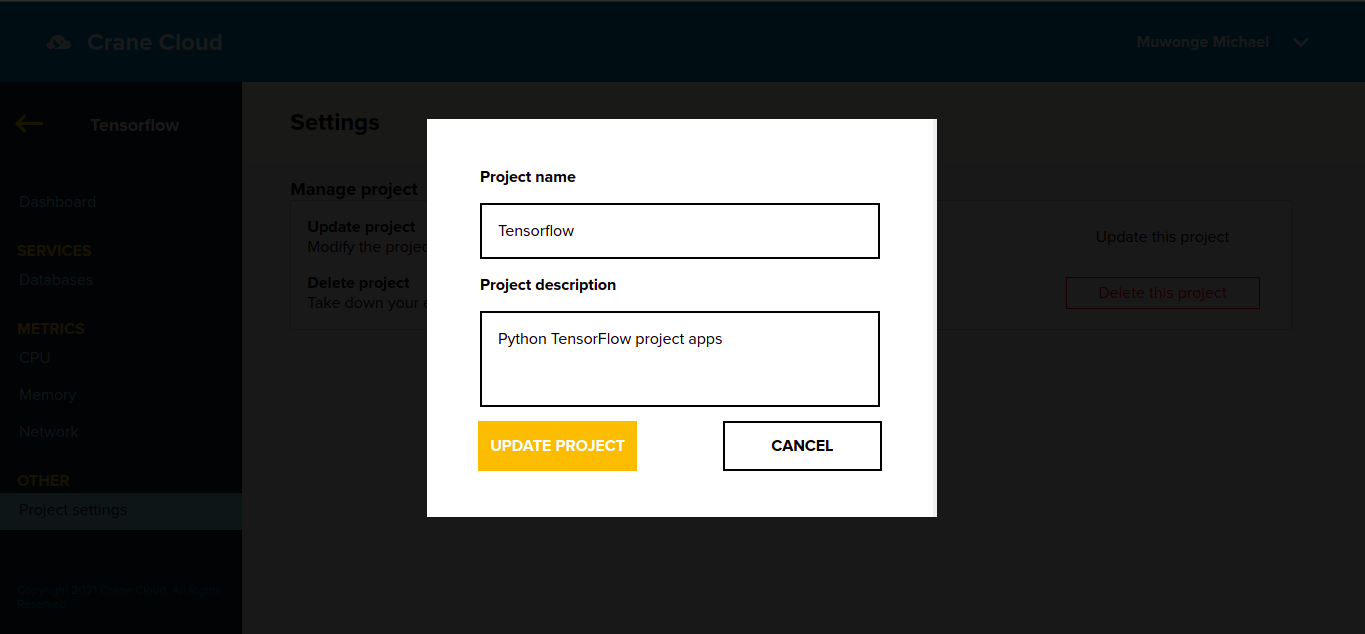 Crane Cloud
Muwonge Michael
Tensorflow
Dashboard
SERVICES
Databases
METRICS
CPU
Memory
Network
OTHER
Project settings
Copyright 2021 Crane Cloud. All Rights
Reserved.
Settings
Manage project
Update project
Modify the projec
Update this project
Delete project
Take down your e
Delete this project
Project name
Tensorflow
Project description
Python TensorFlow project apps
UPDATE PROJECT
CANCEL